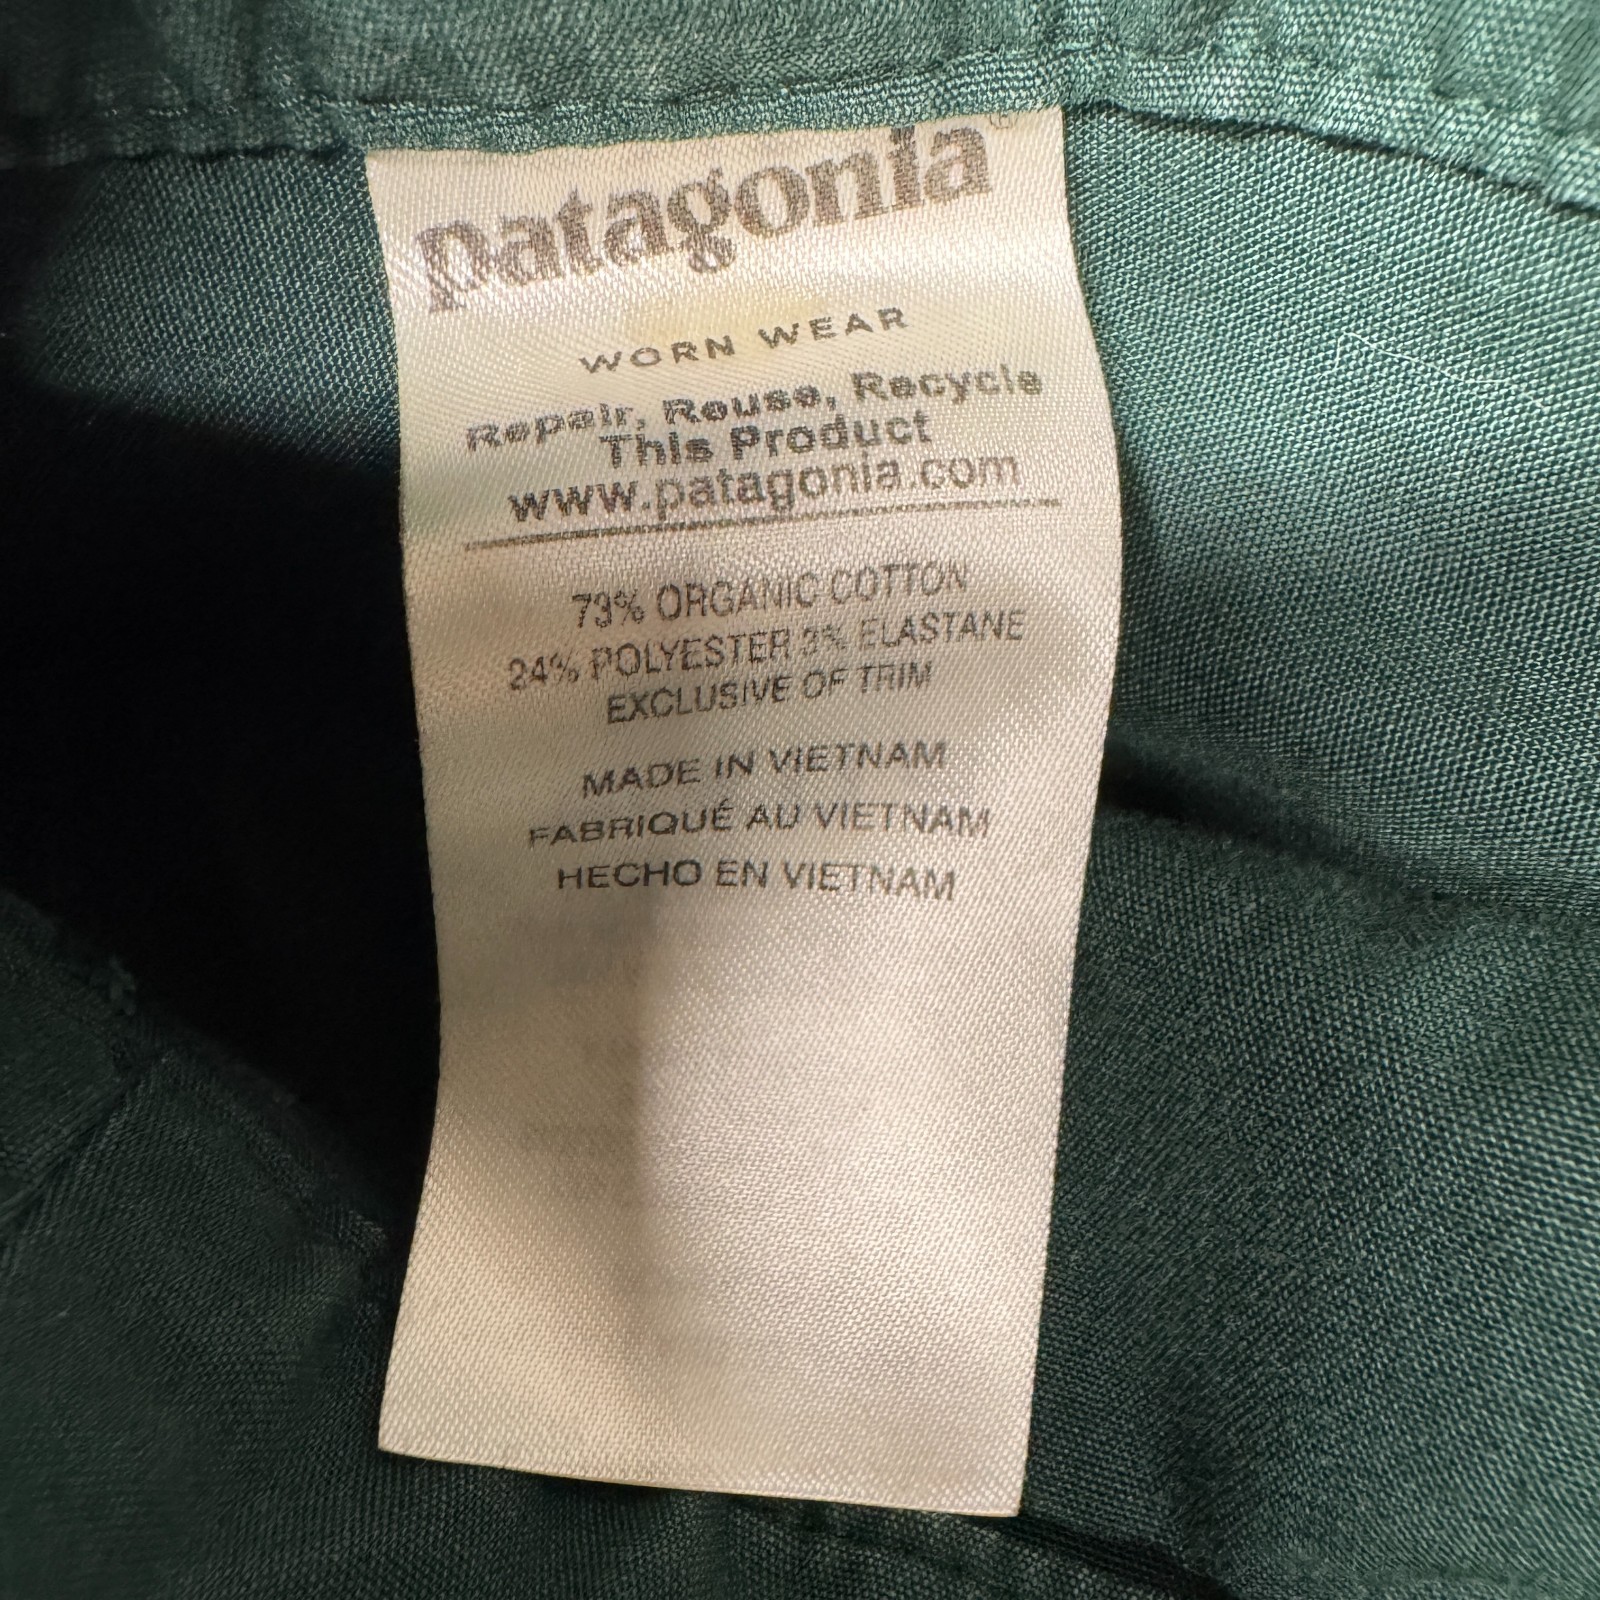 patagonia®
WORN WEAR
Repair, Reuse, Recycle
This Product
www.patagonia.com
73% ORGANIC COTTON
24% POLYESTER 3% ELASTANE
EXCLUSIVE OF TRIM
MADE IN VIETNAM
FABRIQUÉ AU VIETNAM
HECHO EN VIETNAM